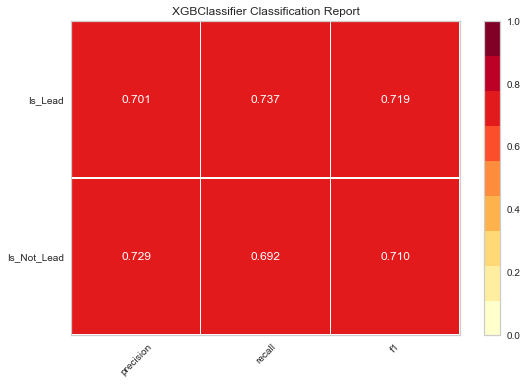 XGBClassifier Classification Report
Is_Lead 0.701 0.737 0.719
Is_Not_Lead 0.729 0.692 0.710
precision recall f1
1.0
0.8
0.6
0.4
0.2
0.0